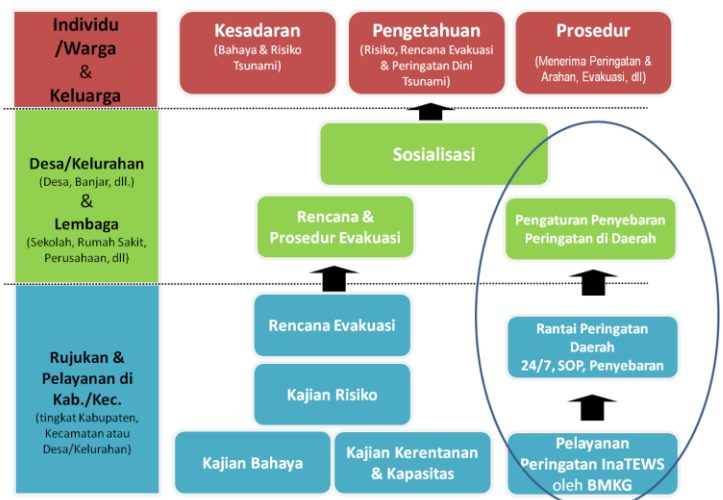 Individu
/Warga
&
Keluarga
Kesadaran
(Bahaya & Risiko
Tsunami)
Pengetahuan
(Risiko, Rencana Evakuasi
& Peringatan Dini
Tsunami)
Prosedur
(Menerima Peringatan &
Arahan, Evakuasi, dll)
Desa/Kelurahan
(Desa, Banjar, dll.)
&
Lembaga
(Sekolah, Rumah Sakit,
Perusahaan, dll)
Sosialisasi
Rencana &
Prosedur Evakuasi
Pengaturan Penyebaran
Peringatan di Daerah
Rujukan &
Pelayanan di
Kab./Kec.
(tingkat Kabupaten,
Kecamatan atau
Desa/Kelurahan)
Rencana Evakuasi
Kajian Risiko
Kajian Bahaya
Kajian Kerentanan
& Kapasitas
Rantai Peringatan
Daerah
24/7, SOP, Penyebaran
Pelayanan
Peringatan InaTEWS
oleh BMKG